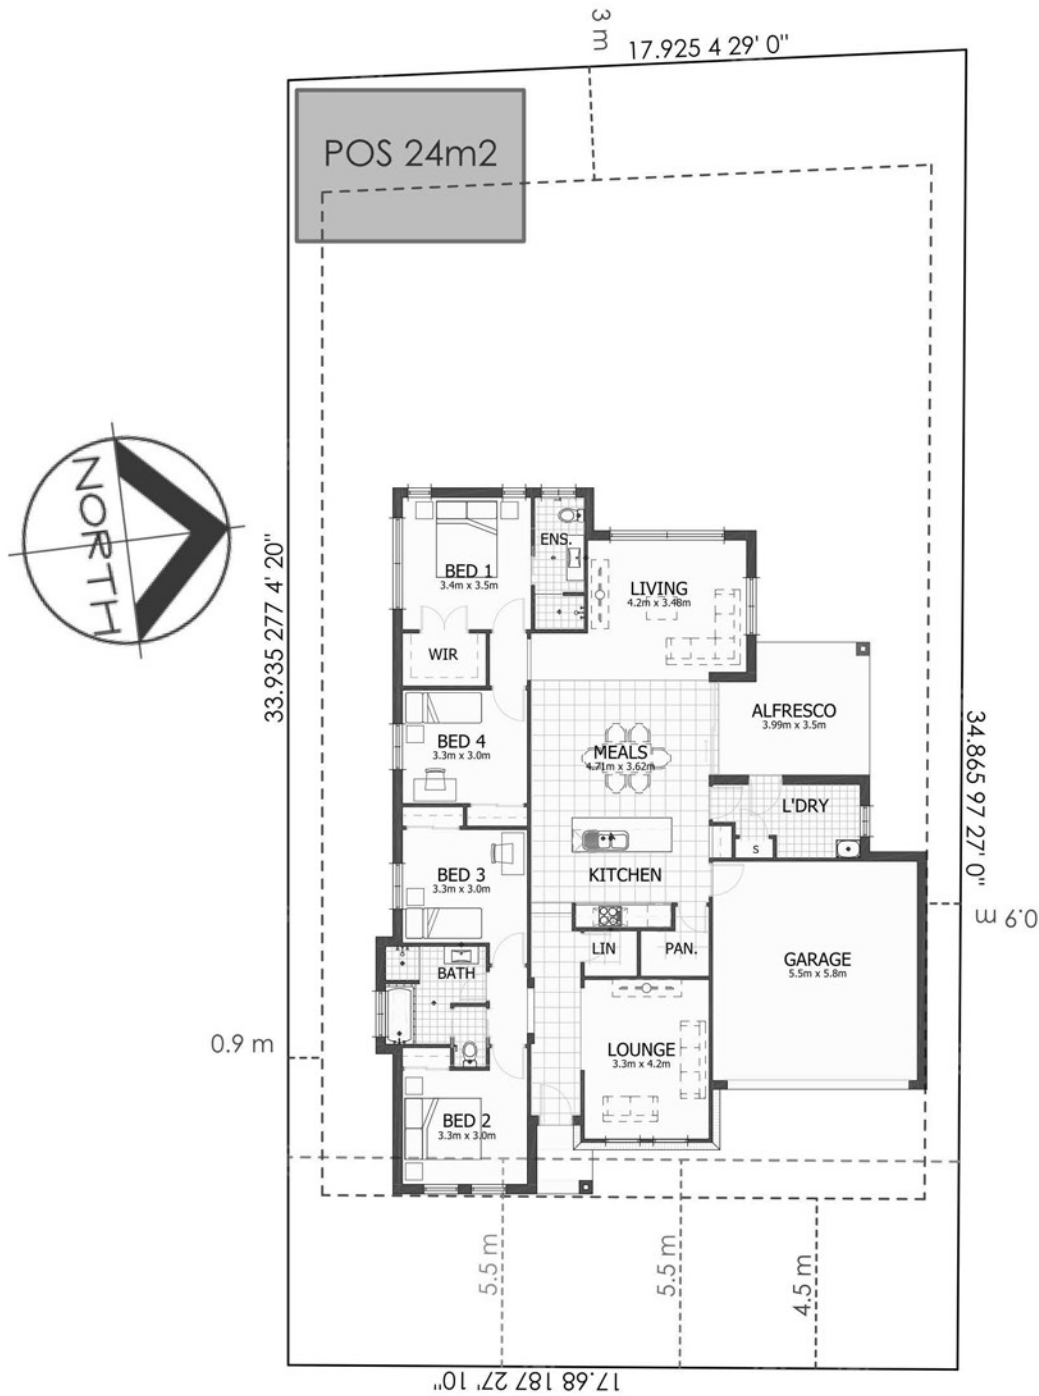 3 m
17.925 4 29' 0"
POS 24m2
NORTH
33.935 277 4' 20"
ENS.
BED 1
3.4m x 3.5m
LIVING
4.2m x 3.48m
WIR
ALFRESCO
3.99m x 3.5m
BED 4
3.3m x 3.0m
MEALS
4.71m x 3.62m
34.865 97 27' 0"
L'DRY
S
BED 3
3.3m x 3.0m
KITCHEN
0.9 m
LIN
PAN.
GARAGE
5.5m x 5.8m
BATH
0.9 m
LOUNGE
3.3m x 4.2m
BED 2
3.3m x 3.0m
5.5 m
5.5 m
4.5 m
17.68 187 27' 10"